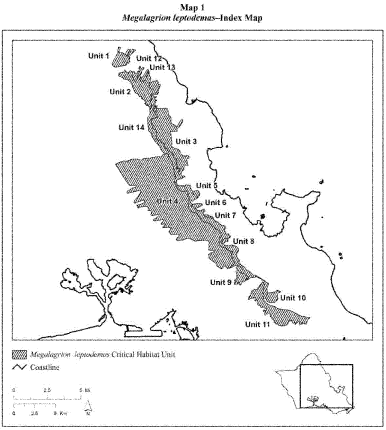 Map 1
Megalagrion leptodemas–Index Map
Unit 1
Unit 12
Unit 13
Unit 2
Unit 14
Unit 3
Unit 5
Unit 4
Unit 6
Unit 7
Unit 8
Unit 9
Unit 10
Unit 11
Megalagrion leptodemas Critical Habitat Unit
Coastline
0 2.5 5 Mi
0 2.5 5 Km
N